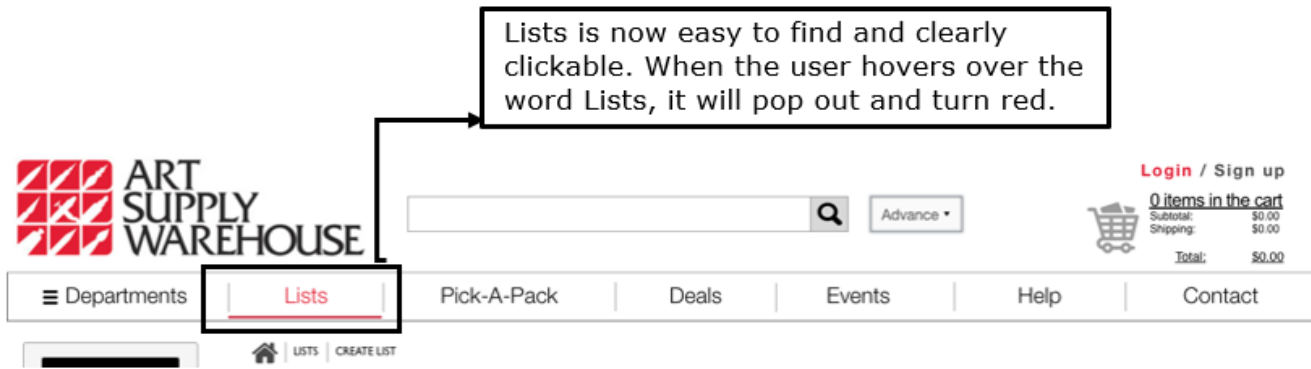 Lists is now easy to find and clearly
clickable. When the user hovers over the
word Lists, it will pop out and turn red.
ART
SUPPLY
WAREHOUSE
Advance
Login / Sign up
0 items in the cart
Subtotal: $0.00
Shipping: $0.00
Total: $0.00
Departments Lists Pick-A-Pack Deals Events Help Contact
LISTS CREATE LIST